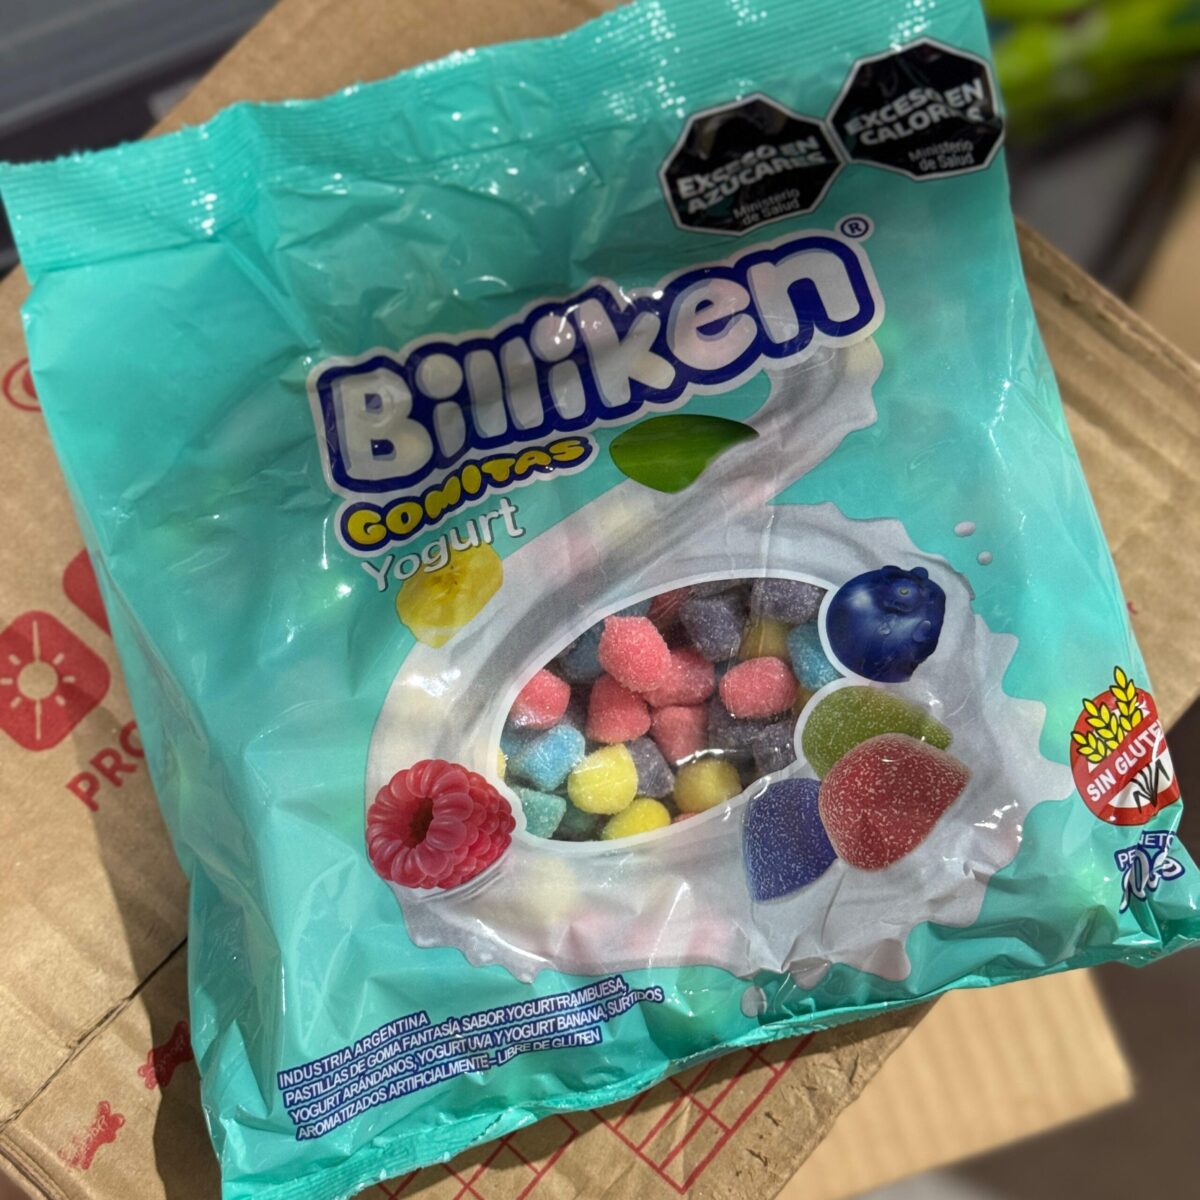 EXCESO EN
AZÚCARES
Ministerio
de Salud
EXCESO EN
CALORÍAS
Ministerio
de Salud
Billiken®
GOMITAS
Yogurt
SIN GLUTEN
INDUSTRIA ARGENTINA
PASTILLAS DE GOMA FANTASÍA SABOR YOGURT FRAMBUESA,
YOGURT ARÁNDANOS, YOGURT UVA Y YOGURT BANANA, SURTIDOS
AROMATIZADOS ARTIFICIALMENTE - LIBRE DE GLUTEN